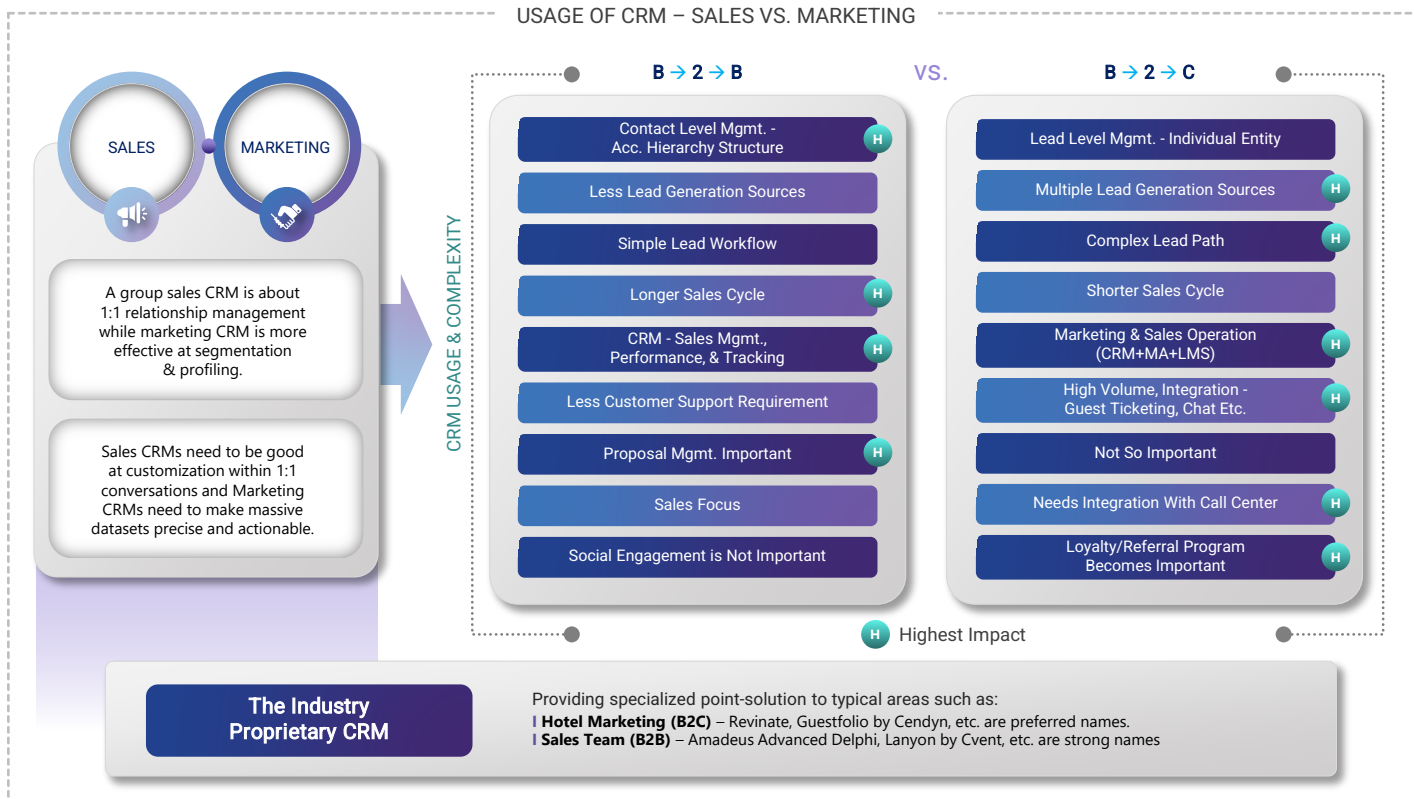 USAGE OF CRM – SALES VS. MARKETING
SALES
MARKETING
A group sales CRM is about
1:1 relationship management
while marketing CRM is more
effective at segmentation
& profiling.
Sales CRMs need to be good
at customization within 1:1
conversations and Marketing
CRMs need to make massive
datasets precise and actionable.
CRM USAGE & COMPLEXITY
B → 2 → B
Contact Level Mgmt. -
Acc. Hierarchy Structure
H
Less Lead Generation Sources
Simple Lead Workflow
Longer Sales Cycle
H
CRM - Sales Mgmt.,
Performance, & Tracking
H
Less Customer Support Requirement
Proposal Mgmt. Important
H
Sales Focus
Social Engagement is Not Important
vs.
B → 2 → C
Lead Level Mgmt. - Individual Entity
Multiple Lead Generation Sources
H
Complex Lead Path
H
Shorter Sales Cycle
Marketing & Sales Operation
(CRM+MA+LMS)
H
High Volume, Integration -
Guest Ticketing, Chat Etc.
H
Not So Important
Needs Integration With Call Center
H
Loyalty/Referral Program
Becomes Important
H
H Highest Impact
The Industry
Proprietary CRM
Providing specialized point-solution to typical areas such as:
Hotel Marketing (B2C) – Revinate, Guestfolio by Cendyn, etc. are preferred names.
Sales Team (B2B) – Amadeus Advanced Delphi, Lanyon by Cvent, etc. are strong names